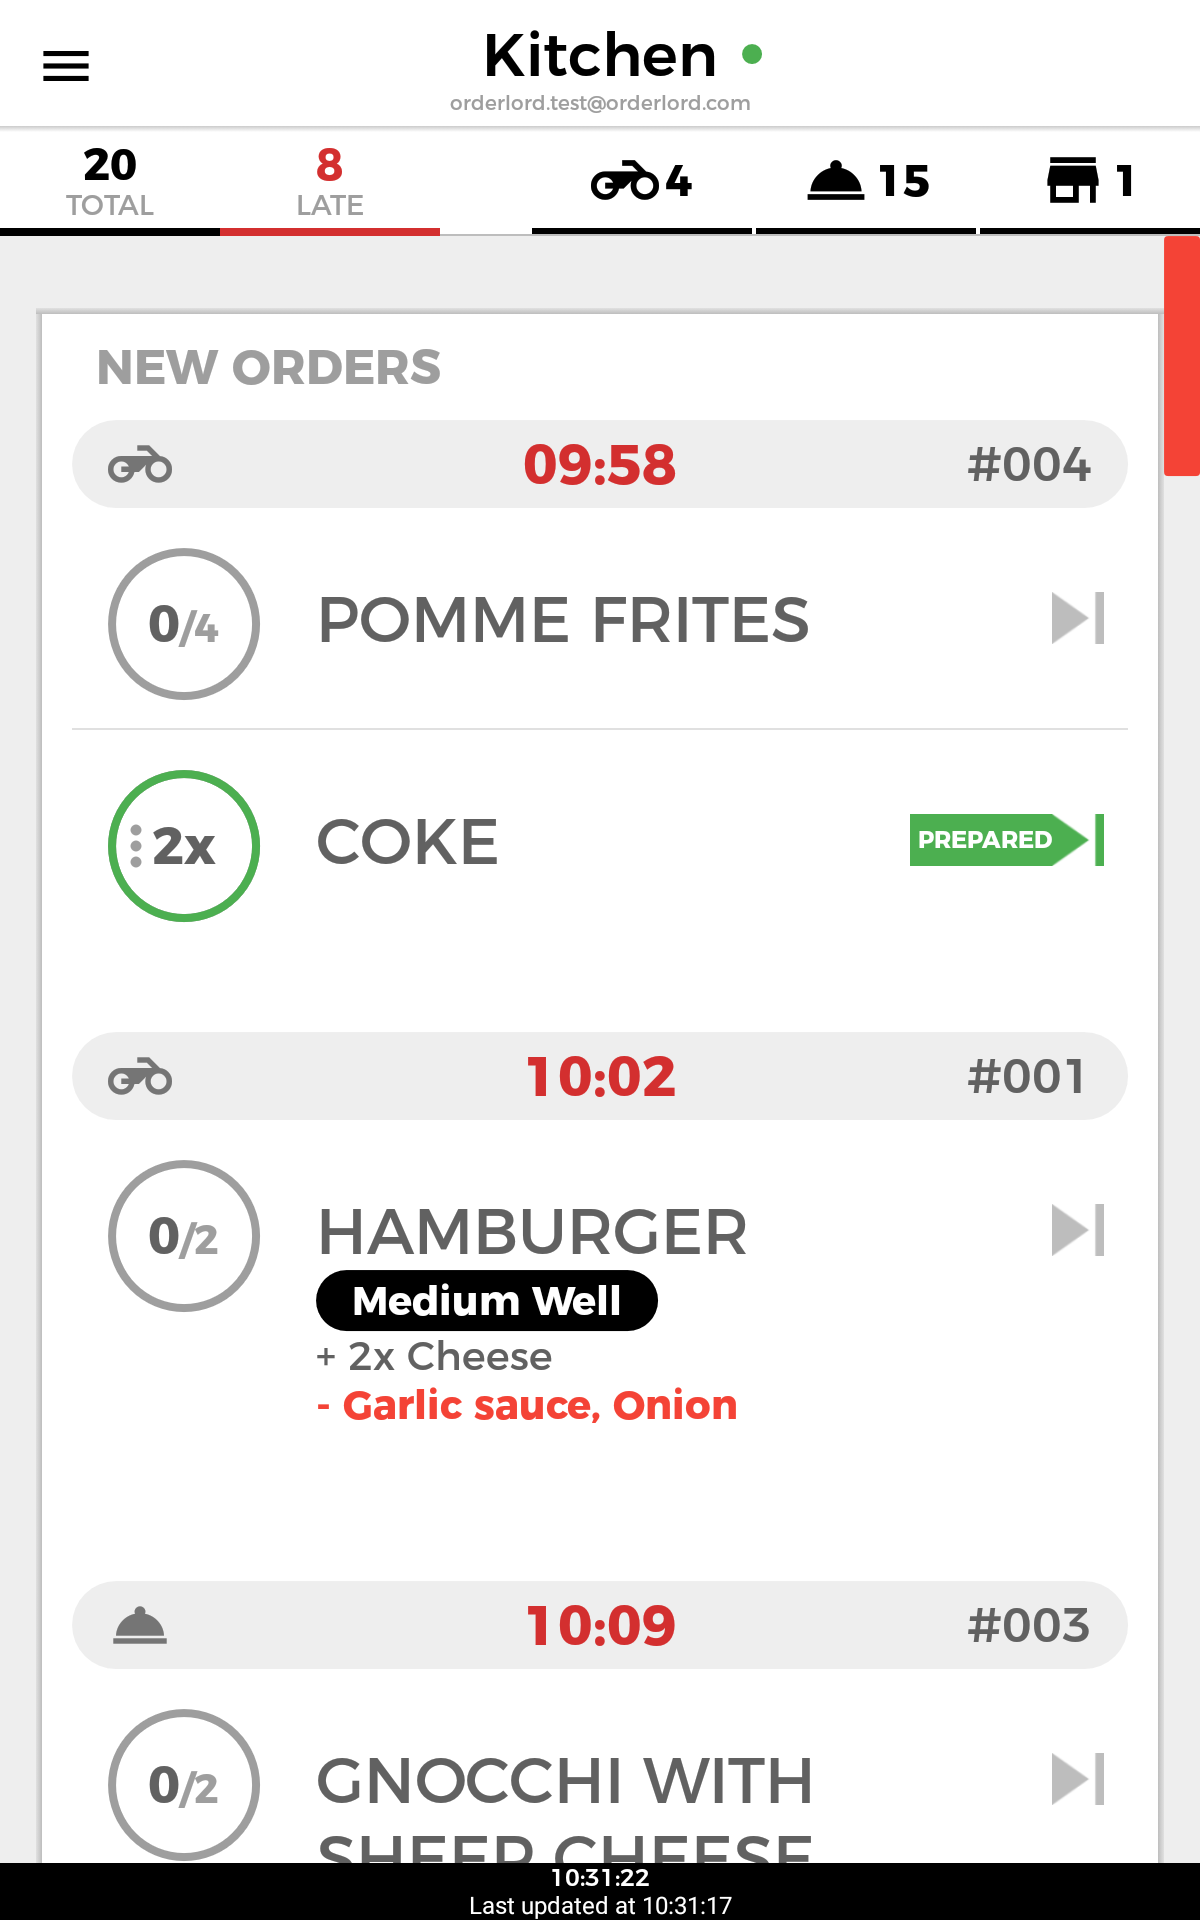 Kitchen
orderlord.test@orderlord.com
20
TOTAL
8
LATE
4
15
1
NEW ORDERS
09:58 #004
0/4 POMME FRITES
2x COKE PREPARED
10:02 #001
0/2 HAMBURGER
Medium Well
+ 2x Cheese
- Garlic sauce, Onion
10:09 #003
0/2 GNOCCHI WITH
SHEEP CHEESE
10:31:22
Last updated at 10:31:17